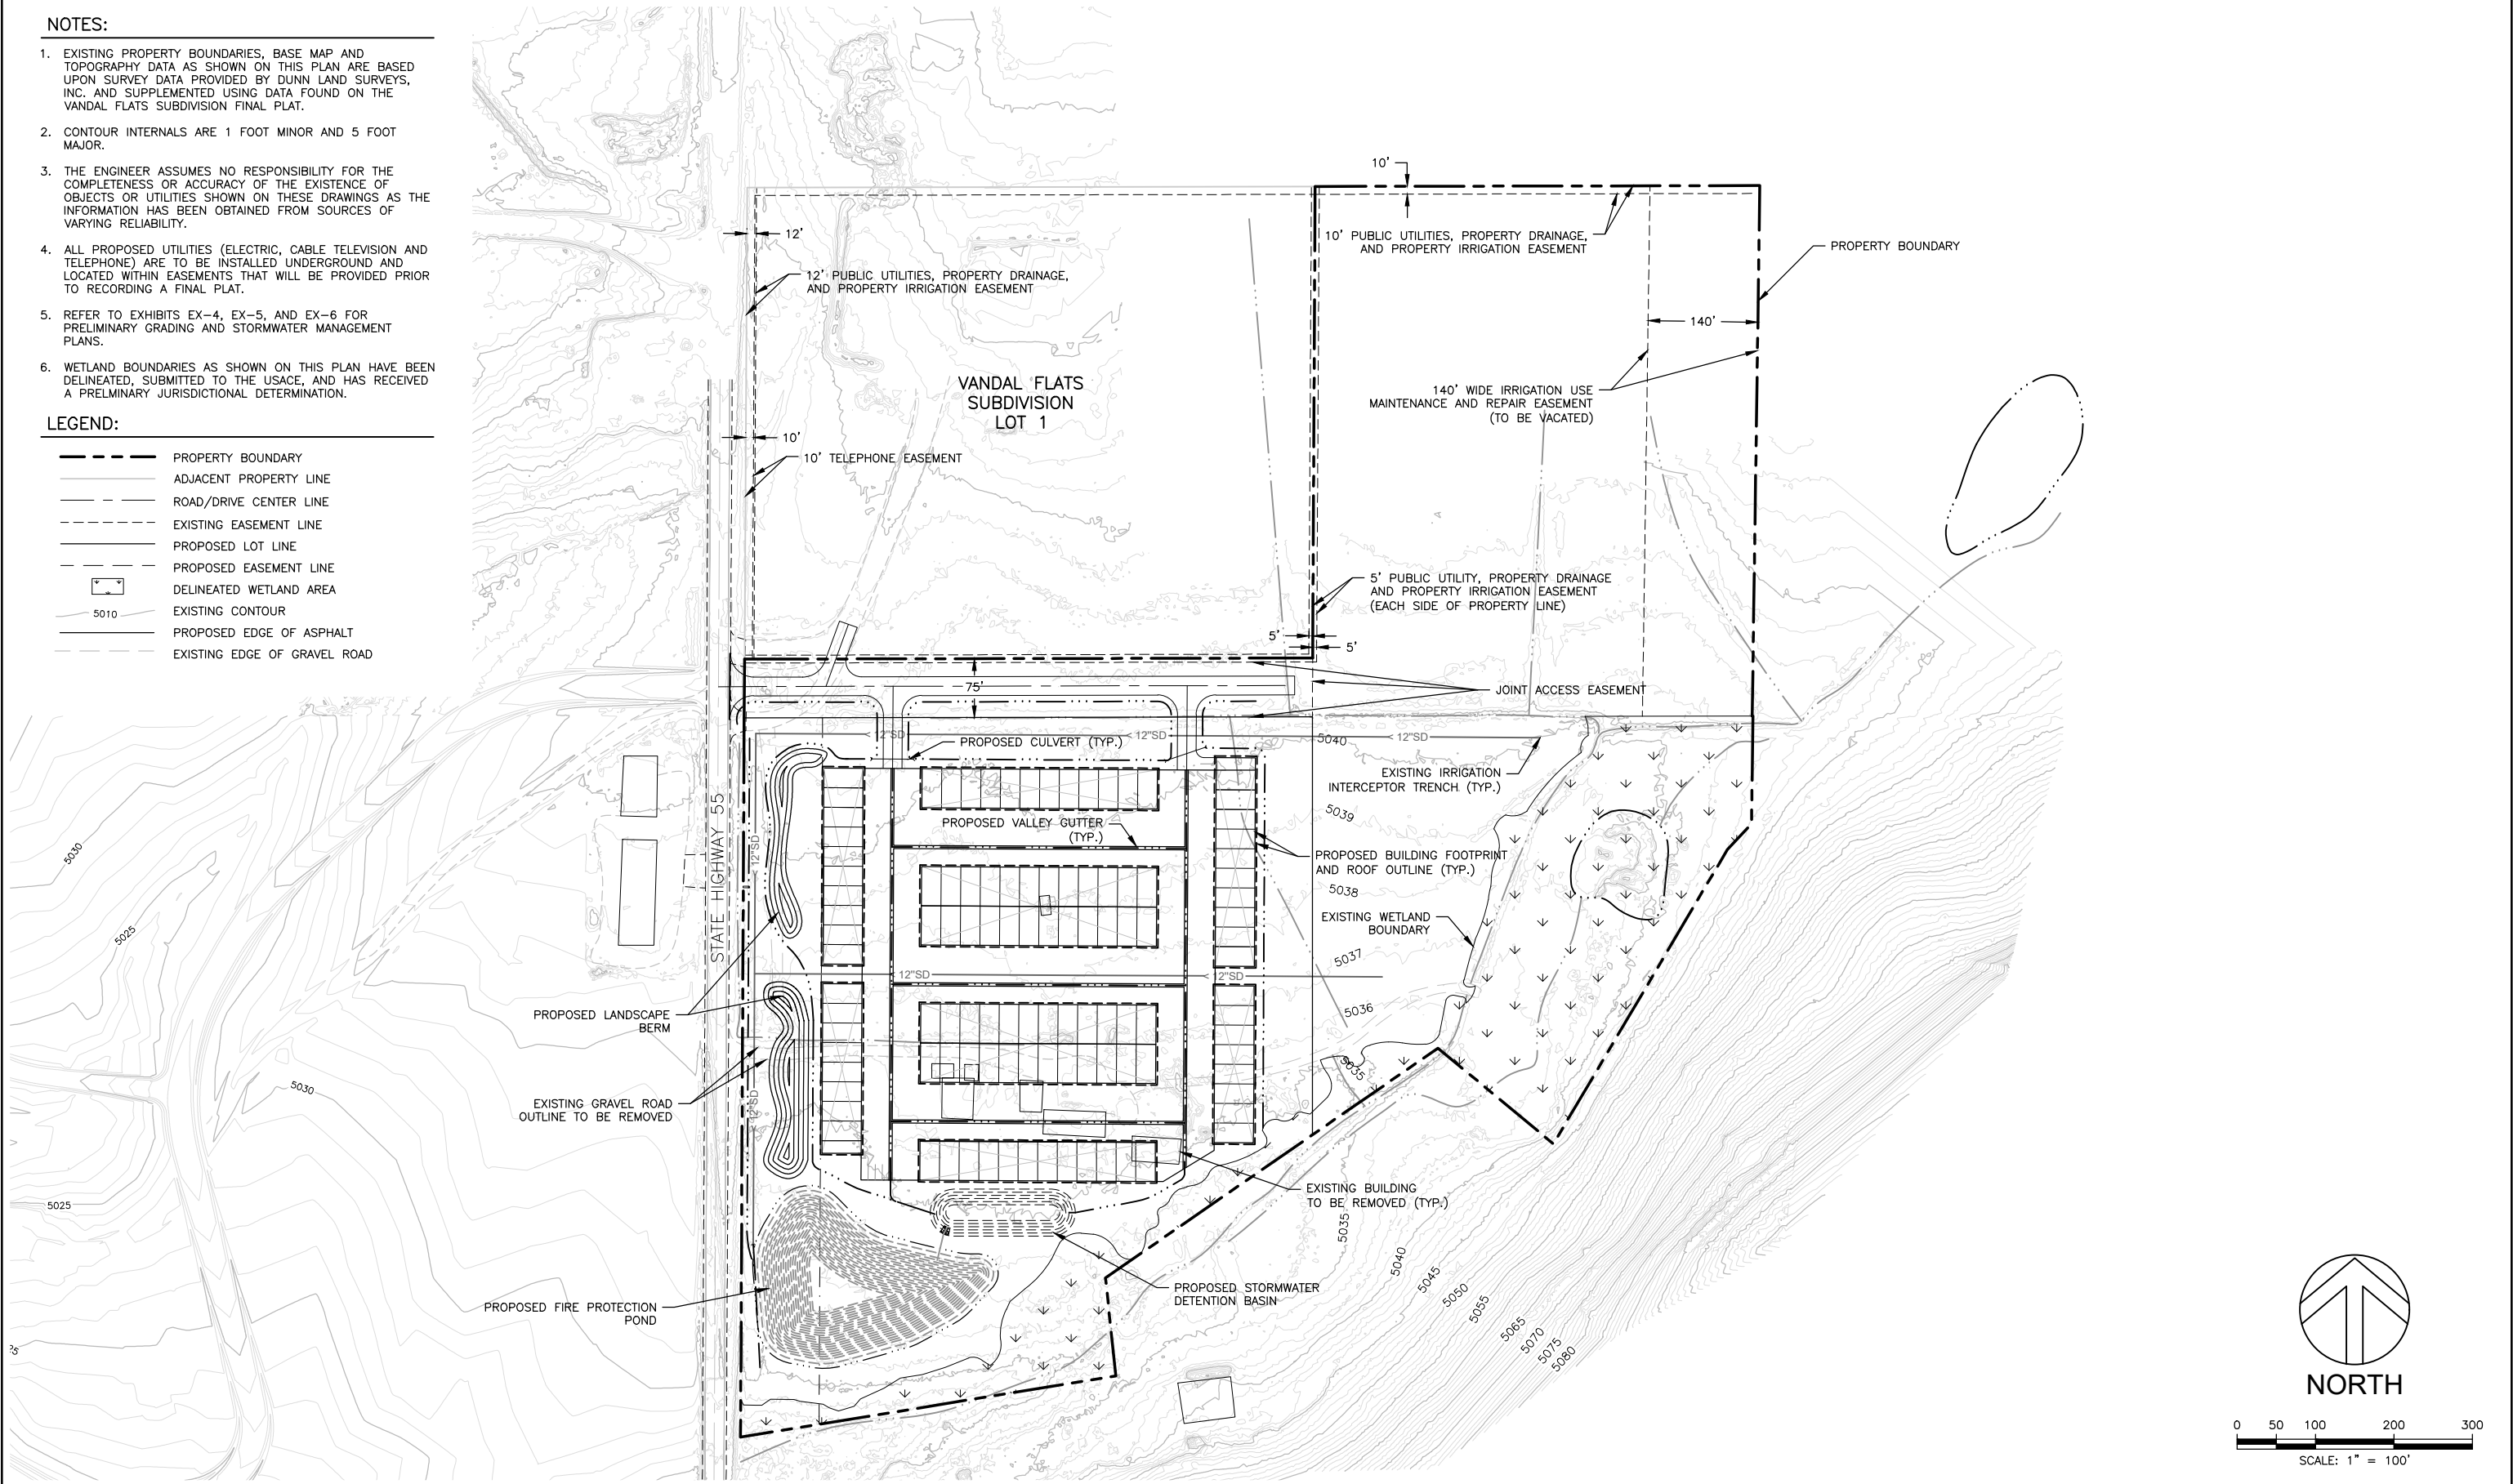 NOTES:
1. EXISTING PROPERTY BOUNDARIES, BASE MAP AND
TOPOGRAPHY DATA AS SHOWN ON THIS PLAN ARE BASED
UPON SURVEY DATA PROVIDED BY DUNN LAND SURVEYS,
INC. AND SUPPLEMENTED USING DATA FOUND ON THE
VANDAL FLATS SUBDIVISION FINAL PLAT.
2. CONTOUR INTERNALS ARE 1 FOOT MINOR AND 5 FOOT
MAJOR.
3. THE ENGINEER ASSUMES NO RESPONSIBILITY FOR THE
COMPLETENESS OR ACCURACY OF THE EXISTENCE OF
OBJECTS OR UTILITIES SHOWN ON THESE DRAWINGS AS THE
INFORMATION HAS BEEN OBTAINED FROM SOURCES OF
VARYING RELIABILITY.
4. ALL PROPOSED UTILITIES (ELECTRIC, CABLE TELEVISION AND
TELEPHONE) ARE TO BE INSTALLED UNDERGROUND AND
LOCATED WITHIN EASEMENTS THAT WILL BE PROVIDED PRIOR
TO RECORDING A FINAL PLAT.
5. REFER TO EXHIBITS EX-4, EX-5, AND EX-6 FOR
PRELIMINARY GRADING AND STORMWATER MANAGEMENT
PLANS.
6. WETLAND BOUNDARIES AS SHOWN ON THIS PLAN HAVE BEEN
DELINEATED, SUBMITTED TO THE USACE, AND HAS RECEIVED
A PRELMINARY JURISDICTIONAL DETERMINATION.
LEGEND:
PROPERTY BOUNDARY
ADJACENT PROPERTY LINE
ROAD/DRIVE CENTER LINE
EXISTING EASEMENT LINE
PROPOSED LOT LINE
PROPOSED EASEMENT LINE
DELINEATED WETLAND AREA
5010 EXISTING CONTOUR
PROPOSED EDGE OF ASPHALT
EXISTING EDGE OF GRAVEL ROAD
10'
12'
10' PUBLIC UTILITIES, PROPERTY DRAINAGE,
AND PROPERTY IRRIGATION EASEMENT
PROPERTY BOUNDARY
12' PUBLIC UTILITIES, PROPERTY DRAINAGE,
AND PROPERTY IRRIGATION EASEMENT
140'
VANDAL FLATS
SUBDIVISION
LOT 1
140' WIDE IRRIGATION USE
MAINTENANCE AND REPAIR EASEMENT
(TO BE VACATED)
10'
10' TELEPHONE EASEMENT
5' PUBLIC UTILITY, PROPERTY DRAINAGE
AND PROPERTY IRRIGATION EASEMENT
(EACH SIDE OF PROPERTY LINE)
5'
5'
75'
JOINT ACCESS EASEMENT
12"SD
12"SD
12"SD
5040
PROPOSED CULVERT (TYP.)
EXISTING IRRIGATION
INTERCEPTOR TRENCH (TYP.)
5039
PROPOSED VALLEY GUTTER
(TYP.)
STATE HIGHWAY 55
12"SD
PROPOSED BUILDING FOOTPRINT
AND ROOF OUTLINE (TYP.)
5038
EXISTING WETLAND
BOUNDARY
5037
12"SD
12"SD
5036
5035
PROPOSED LANDSCAPE
BERM
EXISTING GRAVEL ROAD
OUTLINE TO BE REMOVED
12"SD
5030
5025
5030
5025
EXISTING BUILDING
TO BE REMOVED (TYP.)
5035
5040
5045
5050
5055
5065
5070
5075
5080
PROPOSED STORMWATER
DETENTION BASIN
PROPOSED FIRE PROTECTION
POND
NORTH
0 50 100 200 300
SCALE: 1" = 100'